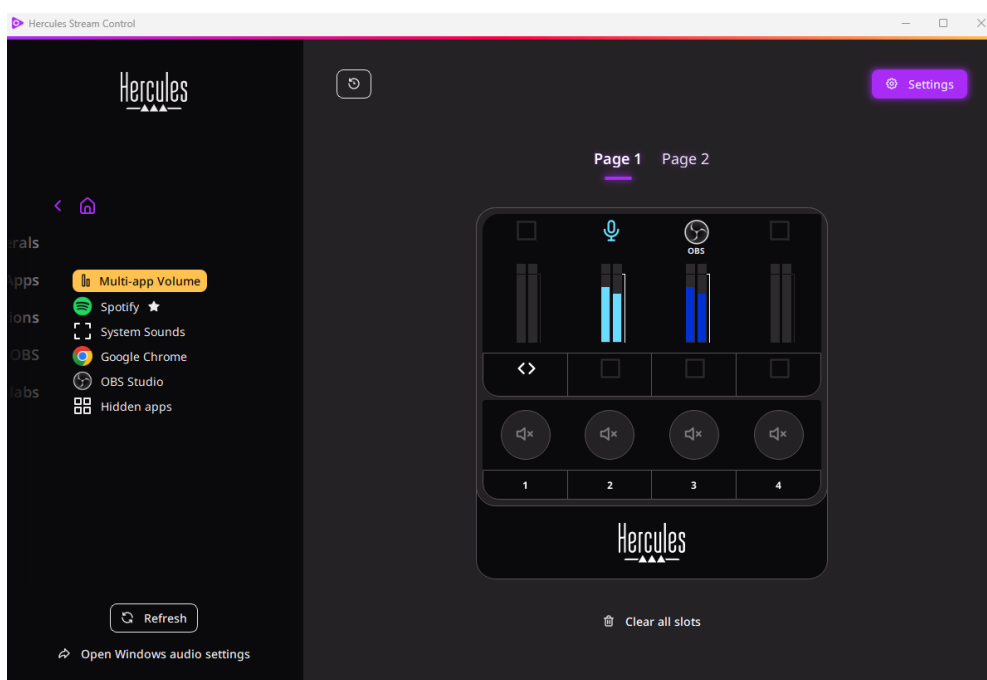 Hercules Stream Control
Hercules
Settings
Page 1 Page 2
erals
Apps
ions
OBS
labs
Multi-app Volume
Spotify
System Sounds
Google Chrome
OBS Studio
Hidden apps
OBS
1 2 3 4
Hercules
Refresh
Open Windows audio settings
Clear all slots